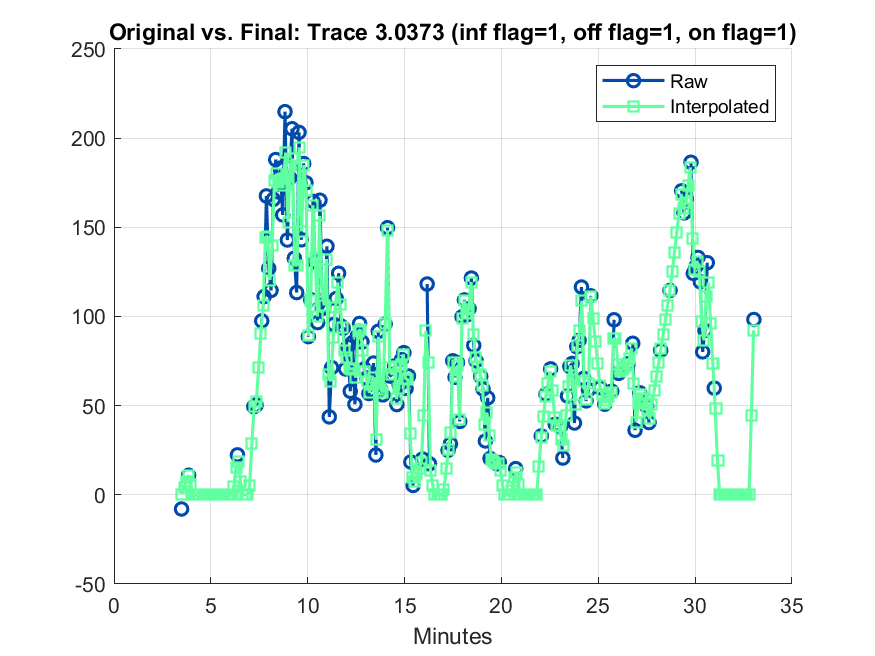 Original vs. Final: Trace 3.0373 (inf flag=1, off flag=1, on flag=1)
250
200
150
100
50
0
-50
0 5 10 15 20 25 30 35
Minutes
Raw
Interpolated